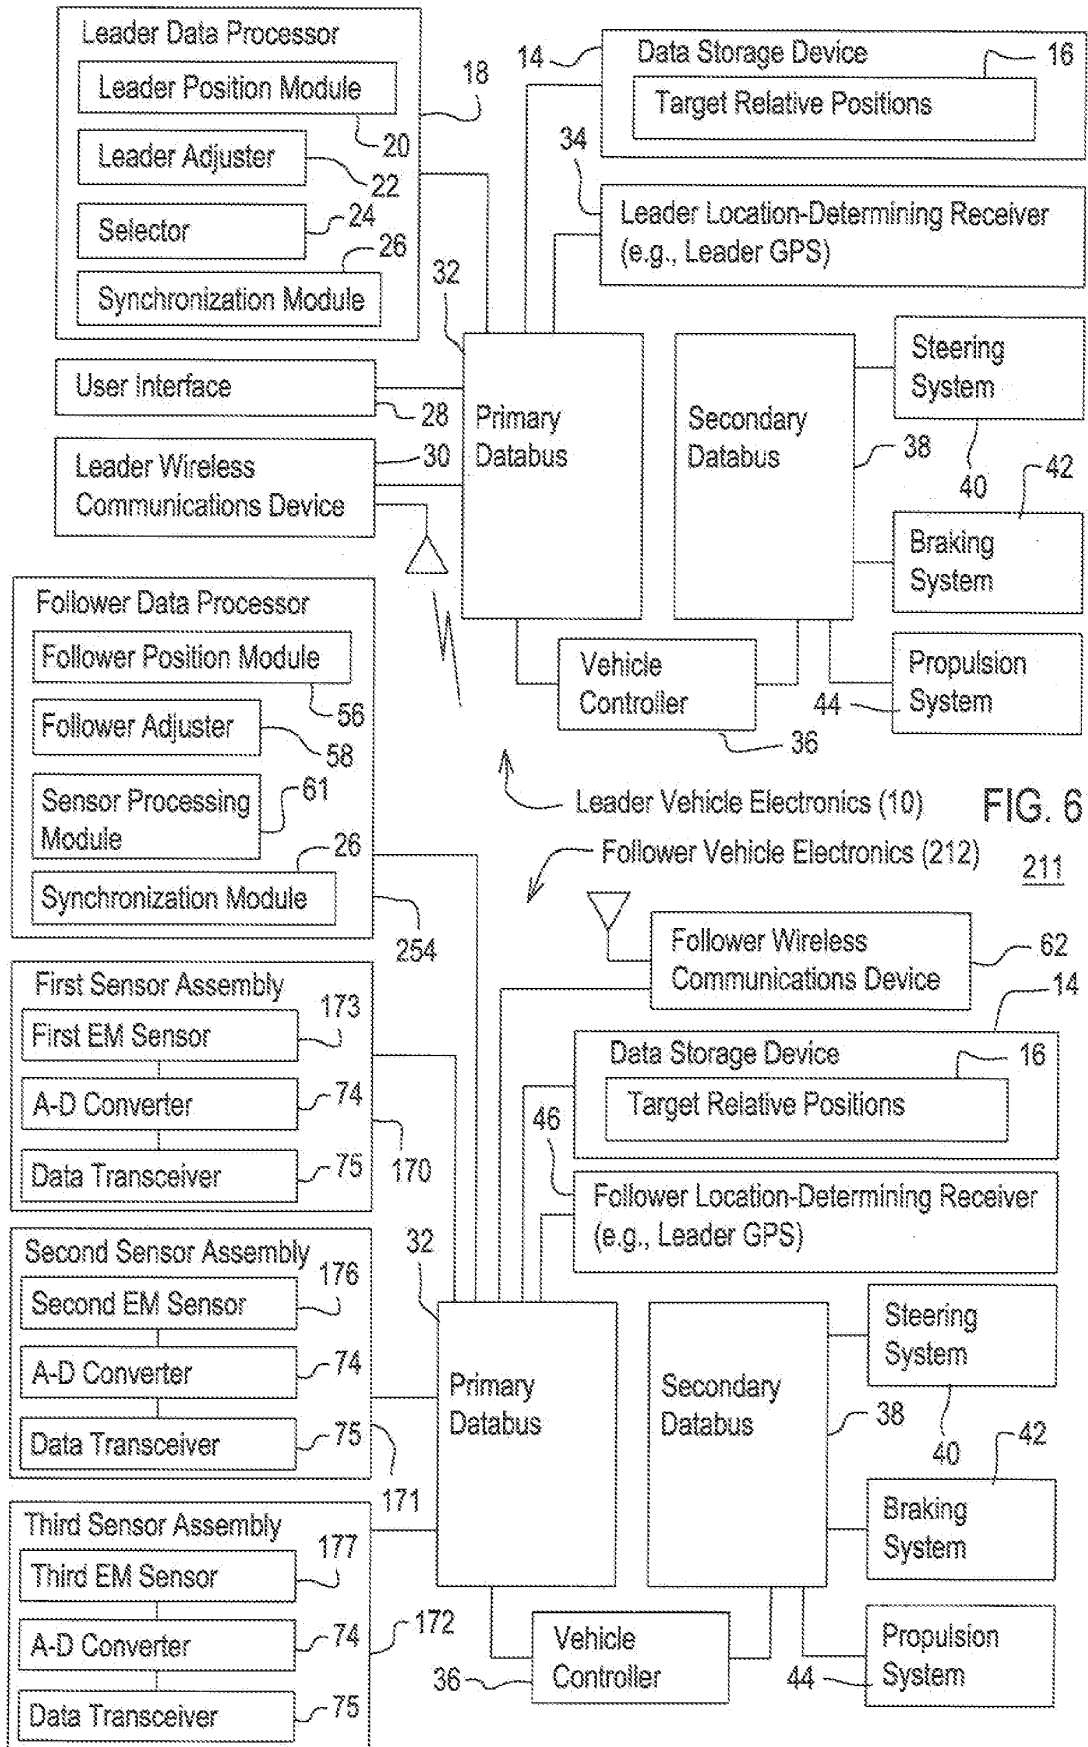 Leader Data Processor
Leader Position Module
18
20
Leader Adjuster
22
Selector
24
26
Synchronization Module
14
Data Storage Device
16
Target Relative Positions
34
Leader Location-Determining Receiver
(e.g., Leader GPS)
32
User Interface
28
Leader Wireless
Communications Device
30
Primary
Databus
Secondary
Databus
38
Steering
System
40
42
Braking
System
Propulsion
System
44
Vehicle
Controller
36
Leader Vehicle Electronics (10)
FIG. 6
Follower Vehicle Electronics (212)
211
Follower Data Processor
Follower Position Module
56
Follower Adjuster
58
Sensor Processing
Module
61
26
Synchronization Module
254
Follower Wireless
Communications Device
62
14
Data Storage Device
16
Target Relative Positions
46
Follower Location-Determining Receiver
(e.g., Leader GPS)
First Sensor Assembly
173
First EM Sensor
A-D Converter
74
Data Transceiver
75
170
Second Sensor Assembly
176
Second EM Sensor
A-D Converter
74
Data Transceiver
75
171
Third Sensor Assembly
177
Third EM Sensor
A-D Converter
74
172
Data Transceiver
75
32
Primary
Databus
Secondary
Databus
38
Steering
System
40
42
Braking
System
Propulsion
System
44
Vehicle
Controller
36